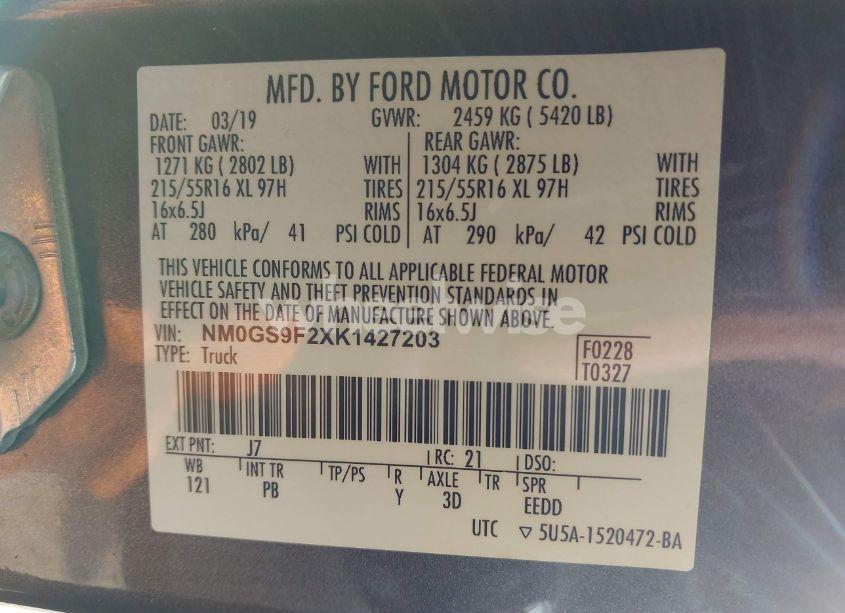 MFD. BY FORD MOTOR CO.
DATE: 03/19 GVWR: 2459 KG ( 5420 LB)
FRONT GAWR: REAR GAWR:
1271 KG ( 2802 LB) WITH 1304 KG ( 2875 LB) WITH
215/55R16 XL 97H TIRES 215/55R16 XL 97H TIRES
16x6.5J RIMS 16x6.5J RIMS
AT 280 kPa/ 41 PSI COLD AT 290 kPa/ 42 PSI COLD
THIS VEHICLE CONFORMS TO ALL APPLICABLE FEDERAL MOTOR
VEHICLE SAFETY AND THEFT PREVENTION STANDARDS IN
EFFECT ON THE DATE OF MANUFACTURE SHOWN ABOVE.
VIN: NM0GS9F2XK1427203
TYPE: Truck
F0228
T0327
EXT PNT: J7 RC: 21 DSO:
WB INT TR TP/PS R AXLE TR SPR
121 PB Y 3D EEDD
UTC ▽ 5U5A-1520472-BA